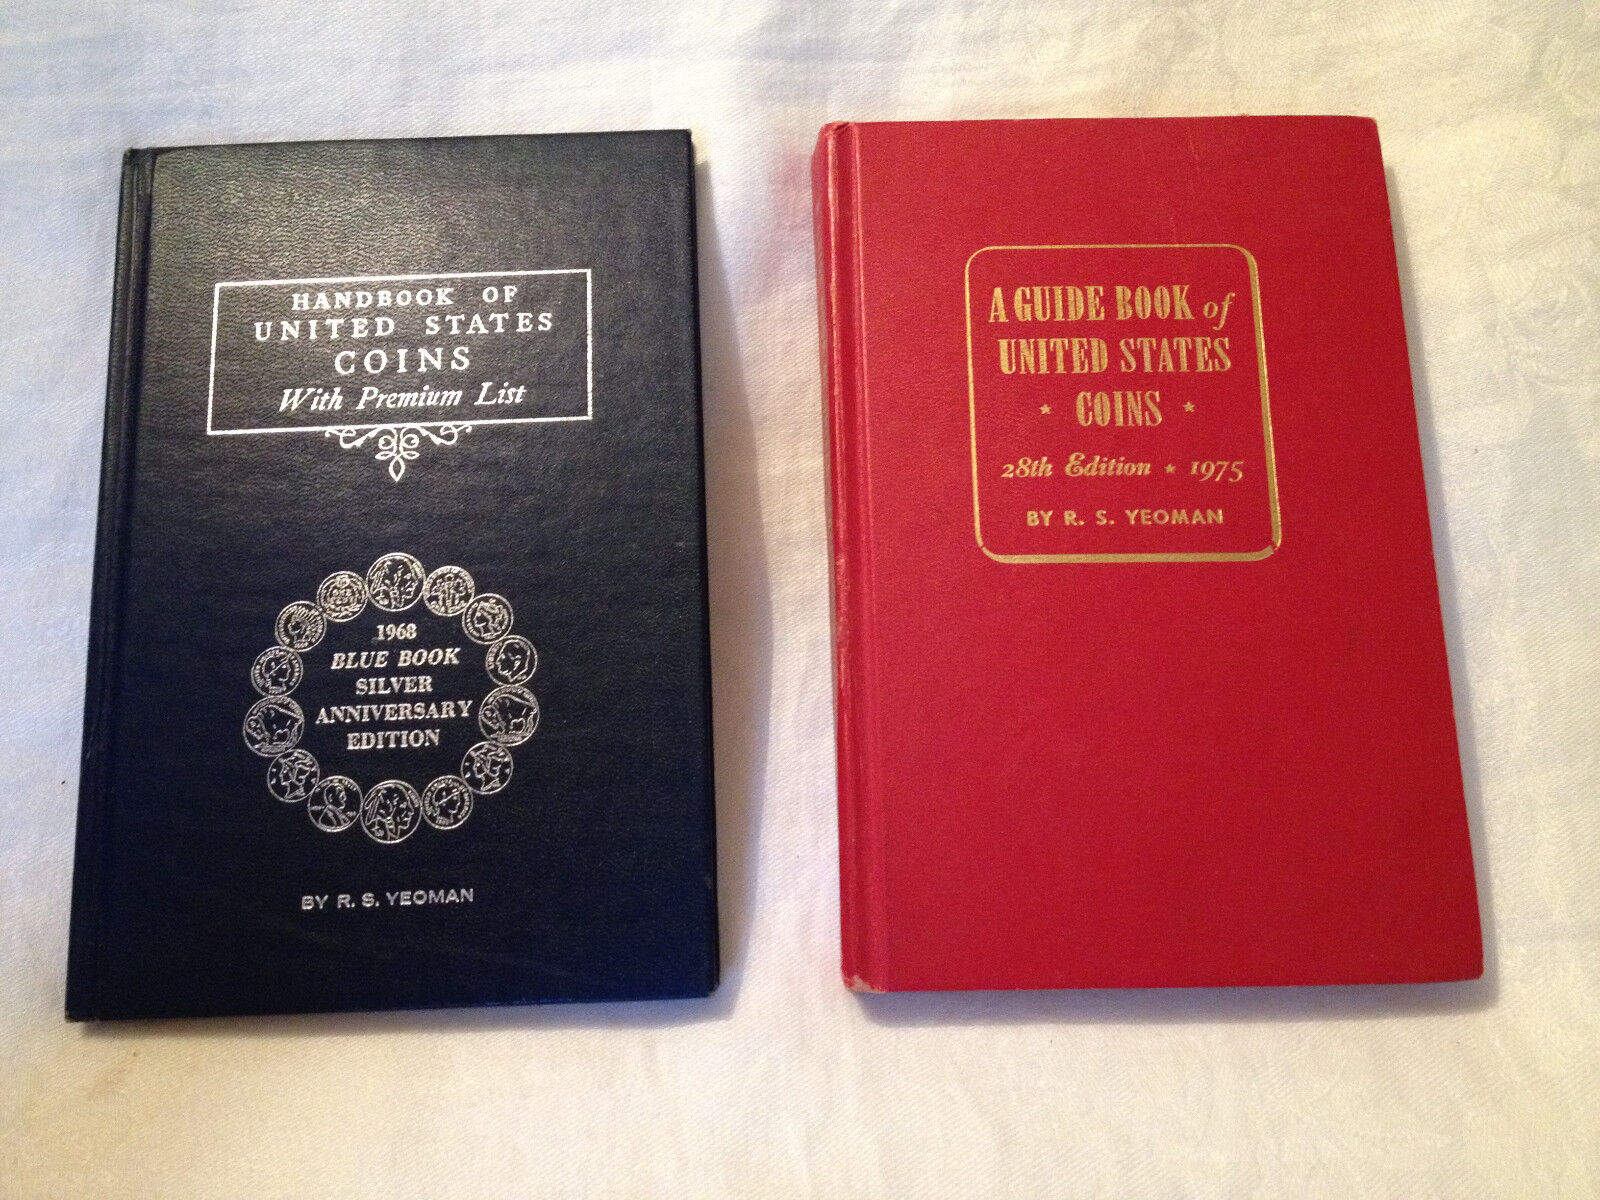 HANDBOOK OF
UNITED STATES
COINS
With Premium List
1968
BLUE BOOK
SILVER
ANNIVERSARY
EDITION
BY R. S. YEOMAN
A GUIDE BOOK of
UNITED STATES
★ COINS ★
28th Edition ★ 1975
BY R. S. YEOMAN